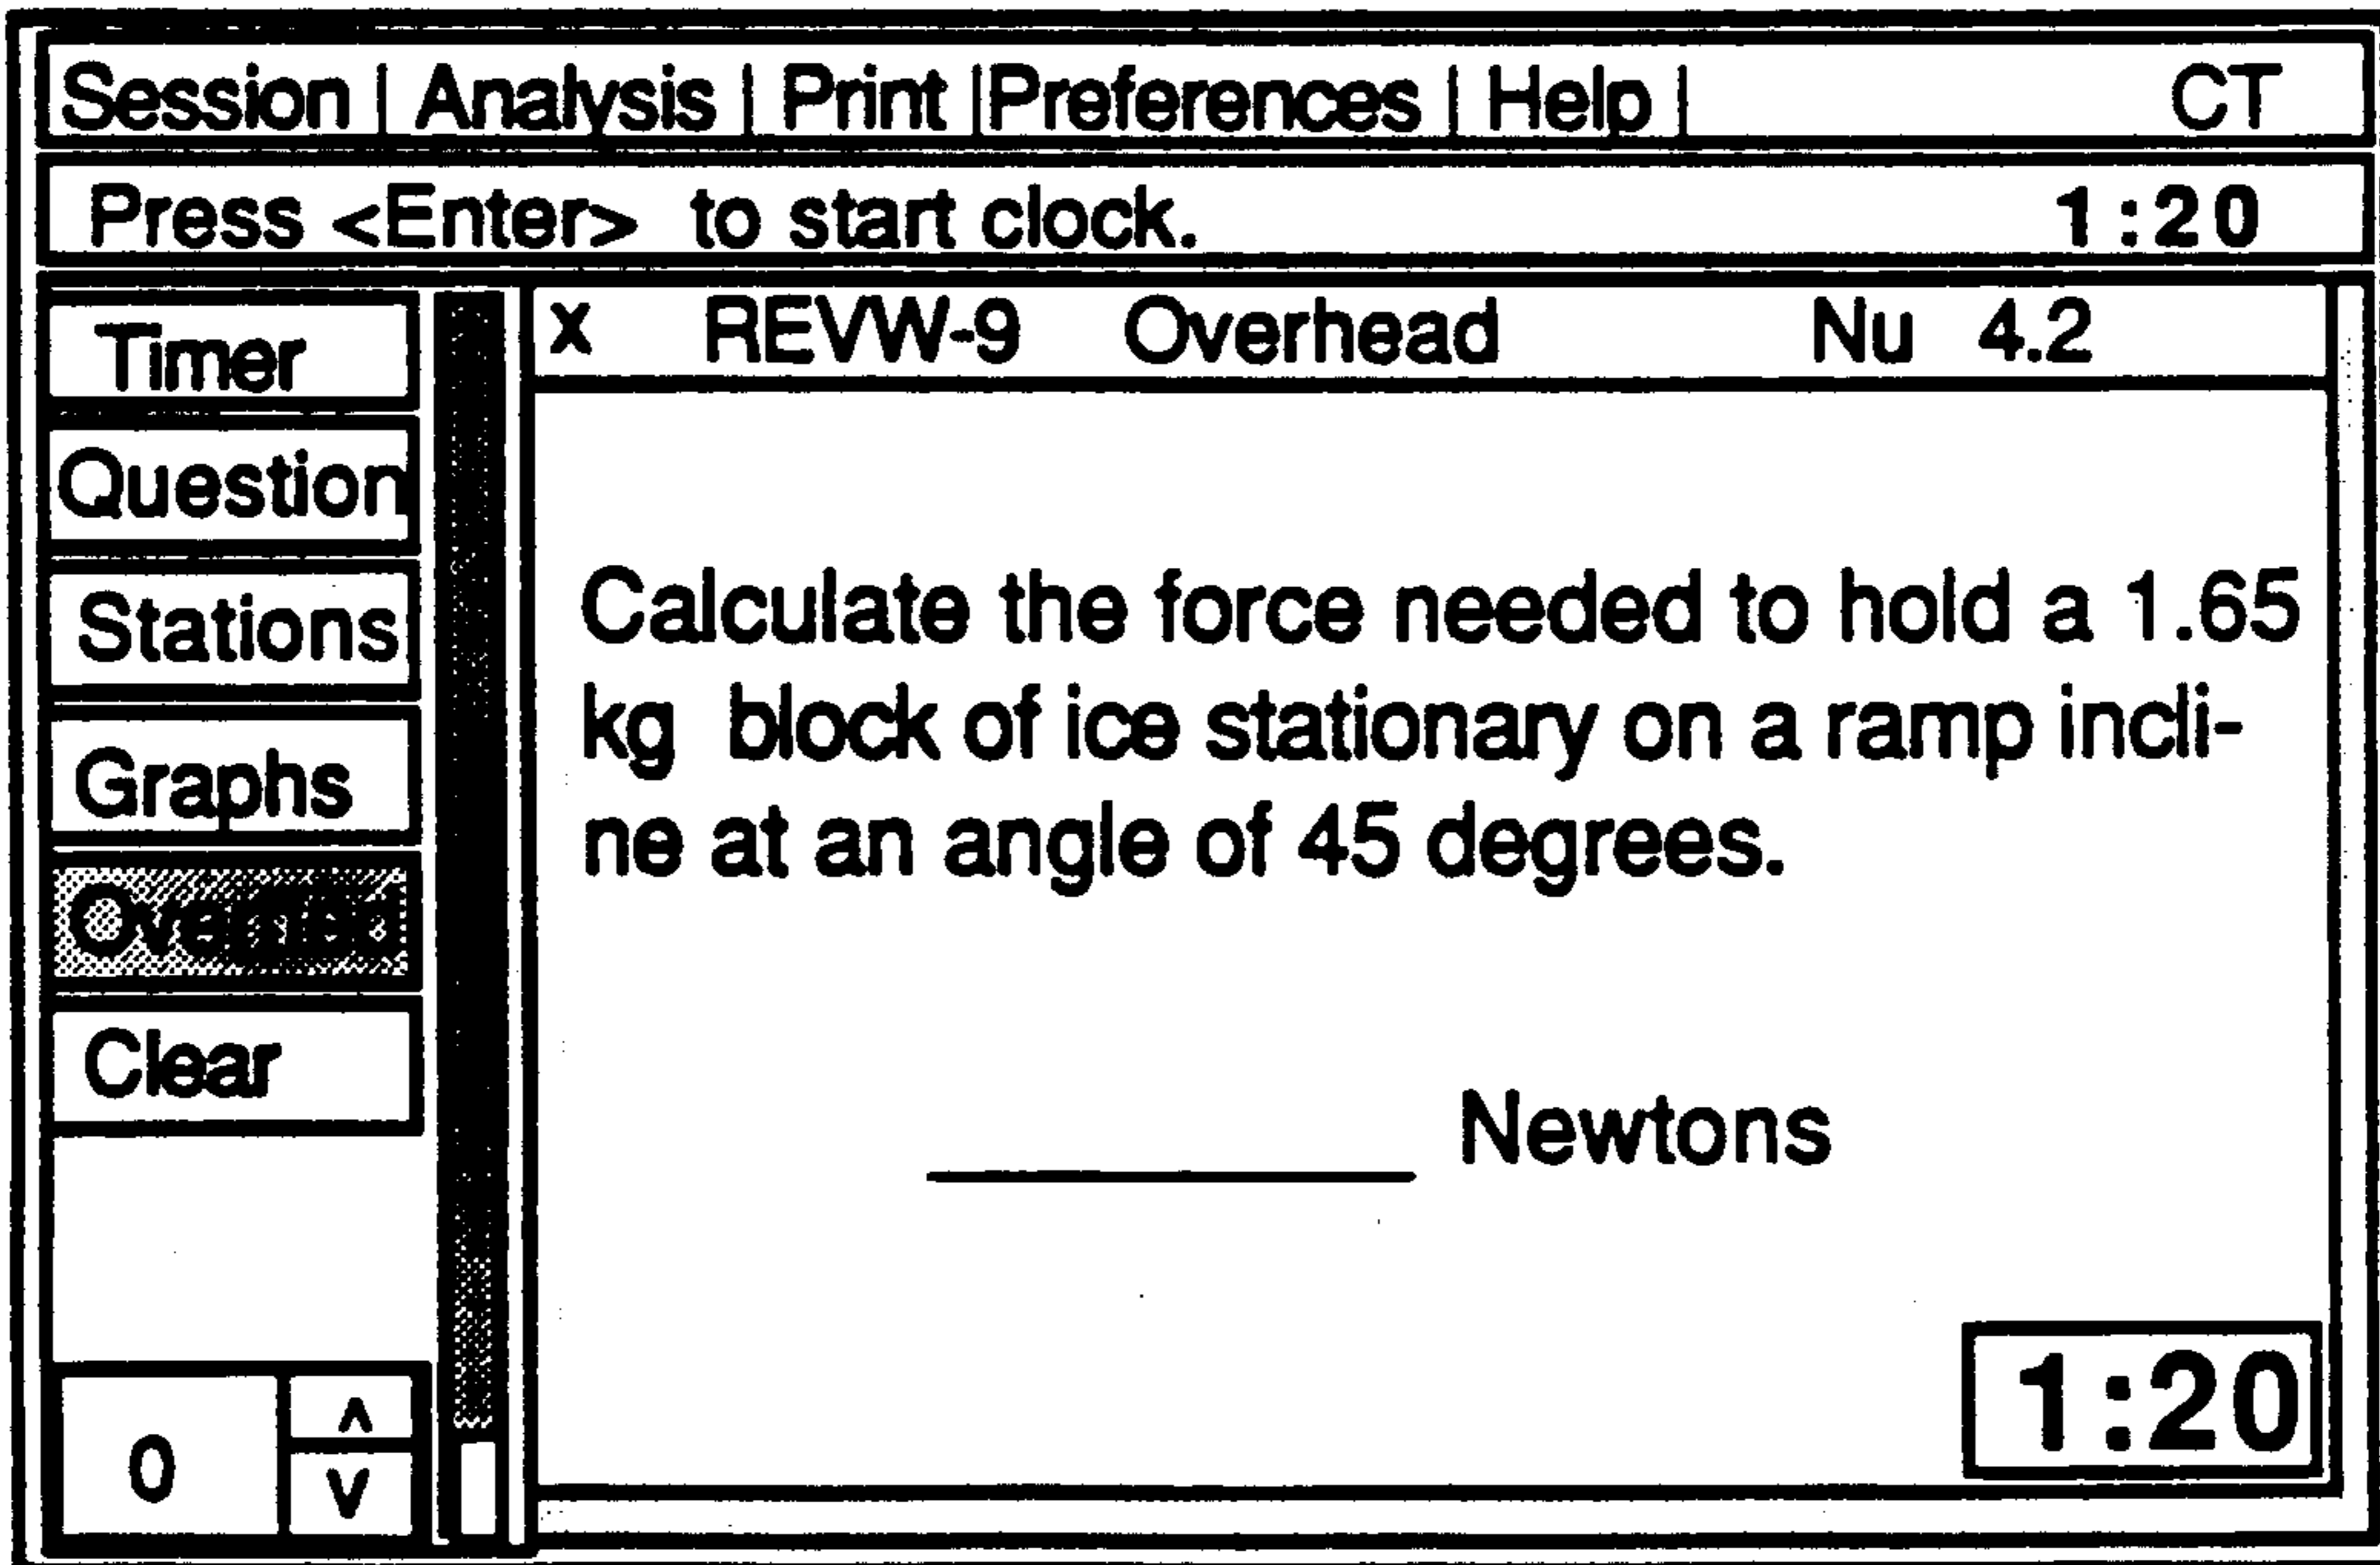 Session | Analysis | Print | Preferences | Help | CT
Press <Enter> to start clock. 1:20
x REVW-9 Overhead Nu 4.2
Timer
Question
Stations
Graphs
Clear
Calculate the force needed to hold a 1.65
kg block of ice stationary on a ramp incli-
ne at an angle of 45 degrees.
Newtons
0
^
v
1:20